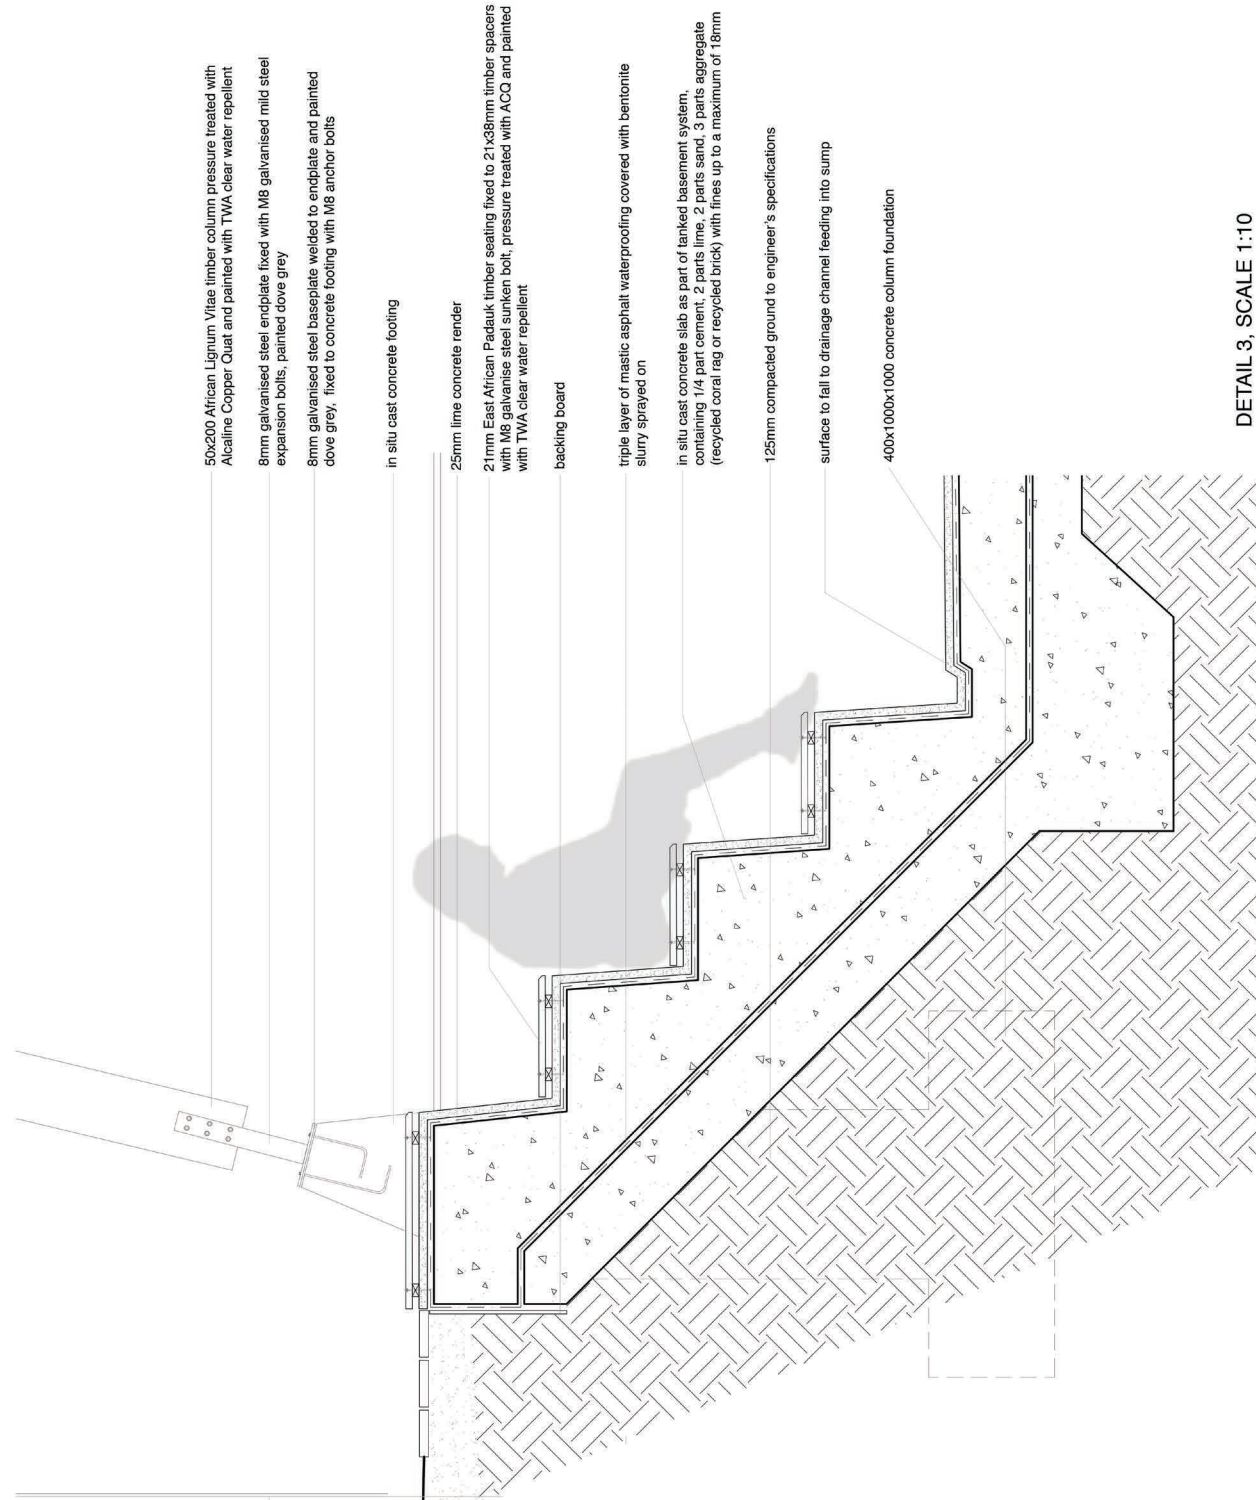 50x200 African Lignum Vitae timber column pressure treated with
Alcaline Copper Quat and painted with TWA clear water repellent
8mm galvanised steel endplate fixed with M8 galvanised mild steel
expansion bolts, painted dove grey
8mm galvanised steel baseplate welded to endplate and painted
dove grey, fixed to concrete footing with M8 anchor bolts
in situ cast concrete footing
25mm lime concrete render
21mm East African Padauk timber seating fixed to 21x38mm timber spacers
with M8 galvanise steel sunken bolt, pressure treated with ACQ and painted
with TWA clear water repellent
backing board
triple layer of mastic asphalt waterproofing covered with bentonite
slurry sprayed on
in situ cast concrete slab as part of tanked basement system,
containing 1/4 part cement, 2 parts lime, 2 parts sand, 3 parts aggregate
(recycled coral rag or recycled brick) with fines up to a maximum of 18mm
125mm compacted ground to engineer's specifications
surface to fall to drainage channel feeding into sump
400x1000x1000 concrete column foundation
DETAIL 3, SCALE 1:10